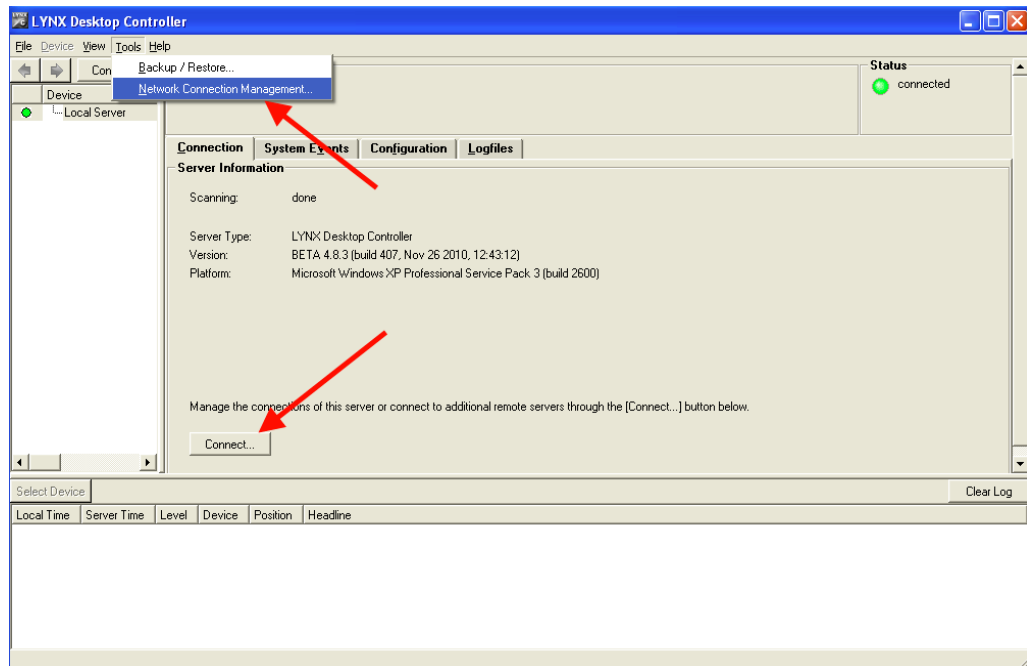 LYNX Desktop Controller
File Device View Tools Help
Backup / Restore...
Network Connection Management...
Con
Device
Local Server
Status
connected
Connection System Events Configuration Logfiles
Server Information
Scanning: done
Server Type: LYNX Desktop Controller
Version: BETA 4.8.3 (build 407, Nov 26 2010, 12:43:12)
Platform: Microsoft Windows XP Professional Service Pack 3 (build 2600)
Manage the connections of this server or connect to additional remote servers through the [Connect...] button below.
Connect...
Select Device Clear Log
Local Time Server Time Level Device Position Headline